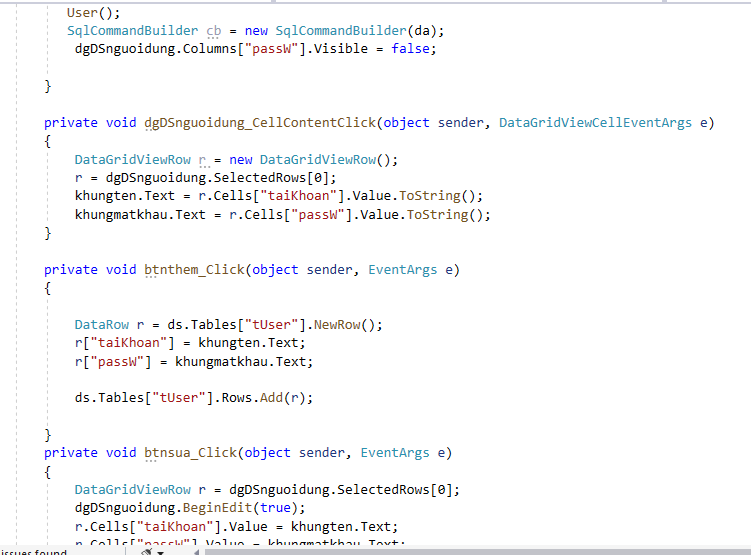 User();
SqlCommandBuilder cb = new SqlCommandBuilder(da);
dgDSnguoidung.Columns["passW"].Visible = false;
}
private void dgDSnguoidung_CellContentClick(object sender, DataGridViewCellEventArgs e)
{
DataGridViewRow r = new DataGridViewRow();
r = dgDSnguoidung.SelectedRows[0];
khungten.Text = r.Cells["taiKhoan"].Value.ToString();
khungmatkhau.Text = r.Cells["passW"].Value.ToString();
}
private void btnthem_Click(object sender, EventArgs e)
{
DataRow r = ds.Tables["tUser"].NewRow();
r["taiKhoan"] = khungten.Text;
r["passW"] = khungmatkhau.Text;
ds.Tables["tUser"].Rows.Add(r);
}
private void btnsua_Click(object sender, EventArgs e)
{
DataGridViewRow r = dgDSnguoidung.SelectedRows[0];
dgDSnguoidung.BeginEdit(true);
r.Cells["taiKhoan"].Value = khungten.Text;
r.Cells["passW"].Value = khungmatkhau.Text;
issues found